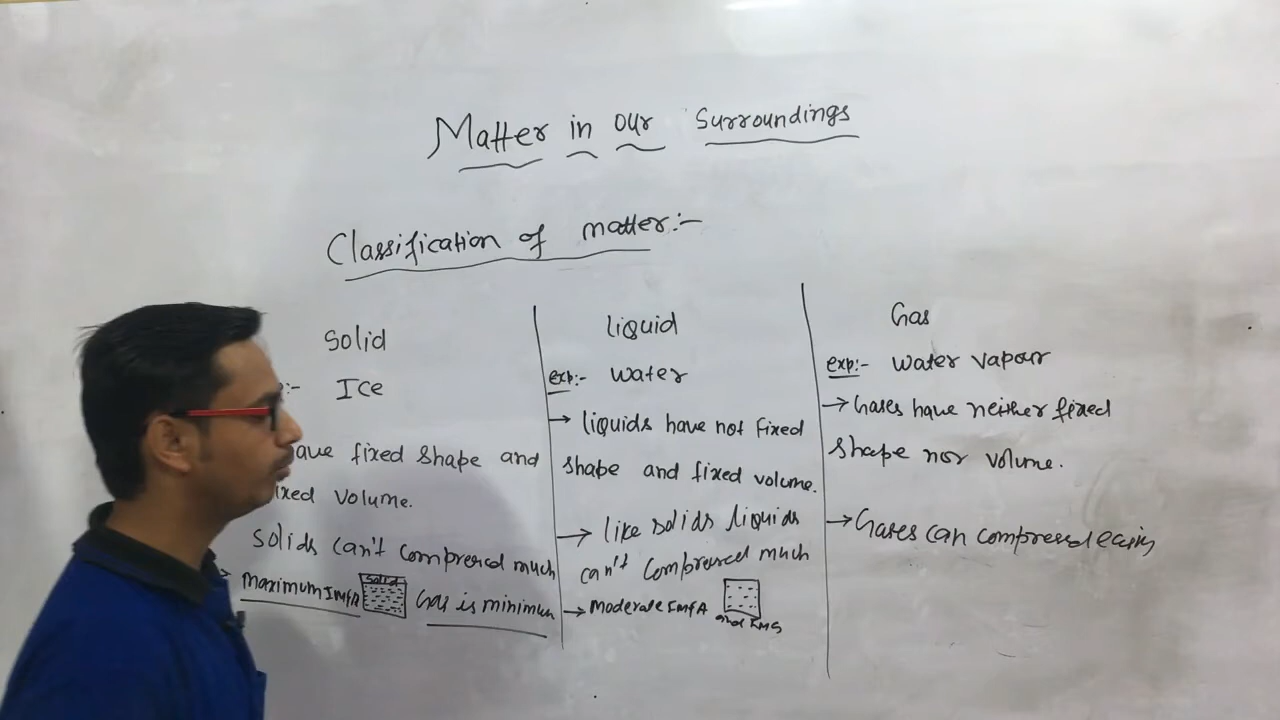 Matter in our Surroundings
Classification of matter:-
Solid
:- Ice
ave fixed shape and
ixed volume.
Solids can't compressed much
maximum IMFA Solid Gas is minimum
liquid
exp:- water
→ liquids have not fixed
shape and fixed volume.
→ like solids liquids
can't compressed much
→ Moderate IMFA
Gas
exp:- water vapour
→ Gases have neither fixed
shape nor volume.
→ Gases can compressed